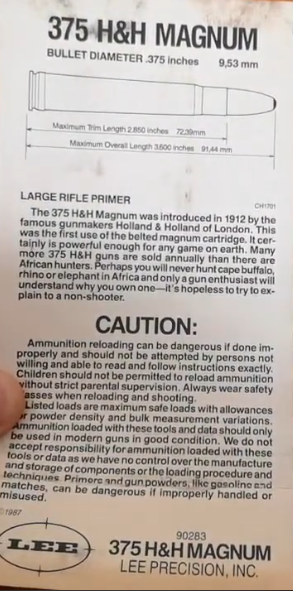 375 H&H MAGNUM
BULLET DIAMETER .375 inches 9,53 mm
Maximum Trim Length 2.850 inches 72,39mm
Maximum Overall Length 3.600 inches 91,44 mm
LARGE RIFLE PRIMER
CH1701
The 375 H&H Magnum was introduced in 1912 by the
famous gunmakers Holland & Holland of London. This
was the first use of the belted magnum cartridge. It cer-
tainly is powerful enough for any game on earth. Many
more 375 H&H guns are sold annually than there are
African hunters. Perhaps you will never hunt cape buffalo,
rhino or elephant in Africa and only a gun enthusiast will
understand why you own one—it's hopeless to try to ex-
plain to a non-shooter.
CAUTION:
Ammunition reloading can be dangerous if done im-
properly and should not be attempted by persons not
willing and able to read and follow instructions exactly.
Children should not be permitted to reload ammunition
without strict parental supervision. Always wear safety
asses when reloading and shooting.
Listed loads are maximum safe loads with allowances
r powder density and bulk measurement variations.
Ammunition loaded with these tools and data should only
be used in modern guns in good condition. We do not
accept responsibility for ammunition loaded with these
tools or data as we have no control over the manufacture
and storage of components or the loading procedure and
techniques. Primers and gun powders, like gasoline and
matches, can be dangerous if improperly handled or
misused.
©1987
LEE
90283
375 H&H MAGNUM
LEE PRECISION, INC.